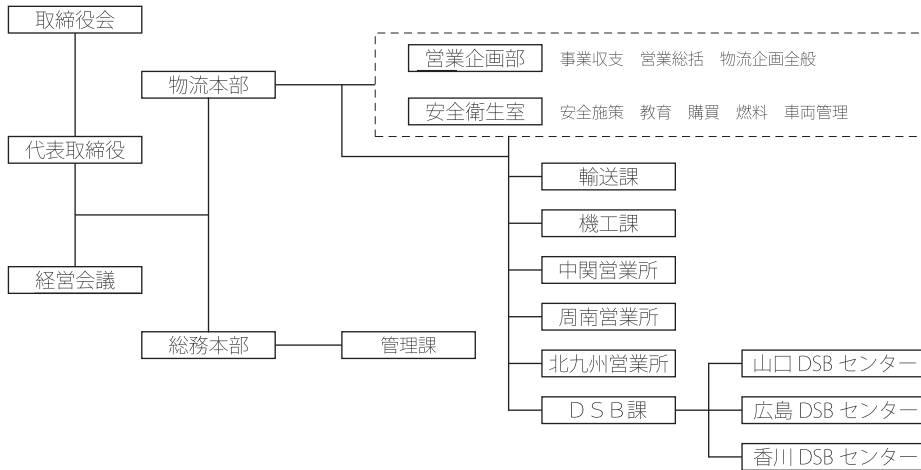 取締役会
営業企画部 事業収支 営業総括 物流企画全般
物流本部
安全衛生室 安全施策 教育 購買 燃料 車両管理
代表取締役
輸送課
機工課
経営会議
中関営業所
周南営業所
総務本部
管理課
北九州営業所
山口 DSB センター
DSB課
広島 DSB センター
香川 DSB センター